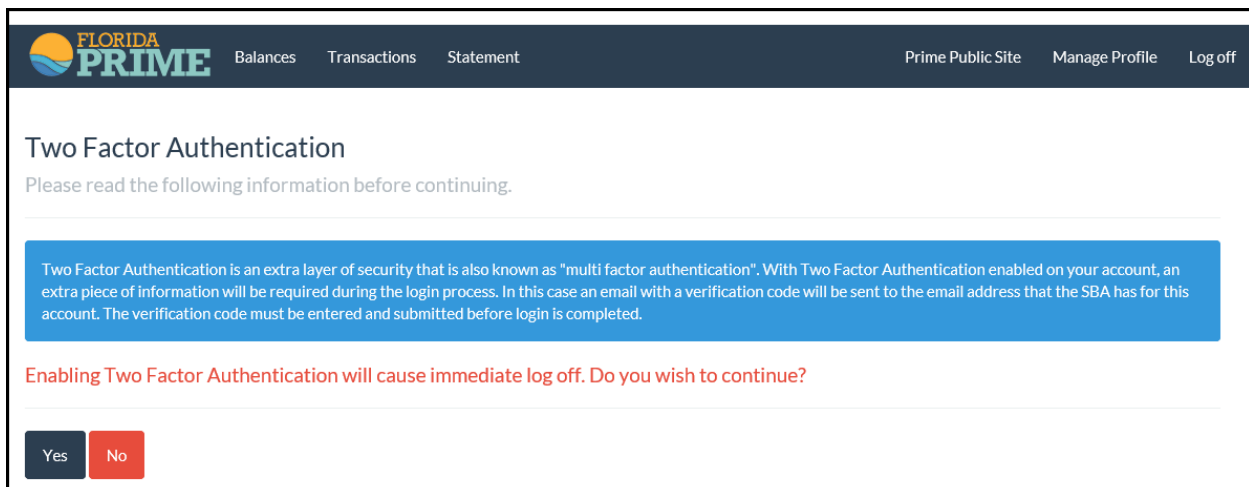 FLORIDA
PRIME
Balances Transactions Statement Prime Public Site Manage Profile Log off
Two Factor Authentication
Please read the following information before continuing.
Two Factor Authentication is an extra layer of security that is also known as "multi factor authentication". With Two Factor Authentication enabled on your account, an
extra piece of information will be required during the login process. In this case an email with a verification code will be sent to the email address that the SBA has for this
account. The verification code must be entered and submitted before login is completed.
Enabling Two Factor Authentication will cause immediate log off. Do you wish to continue?
Yes No